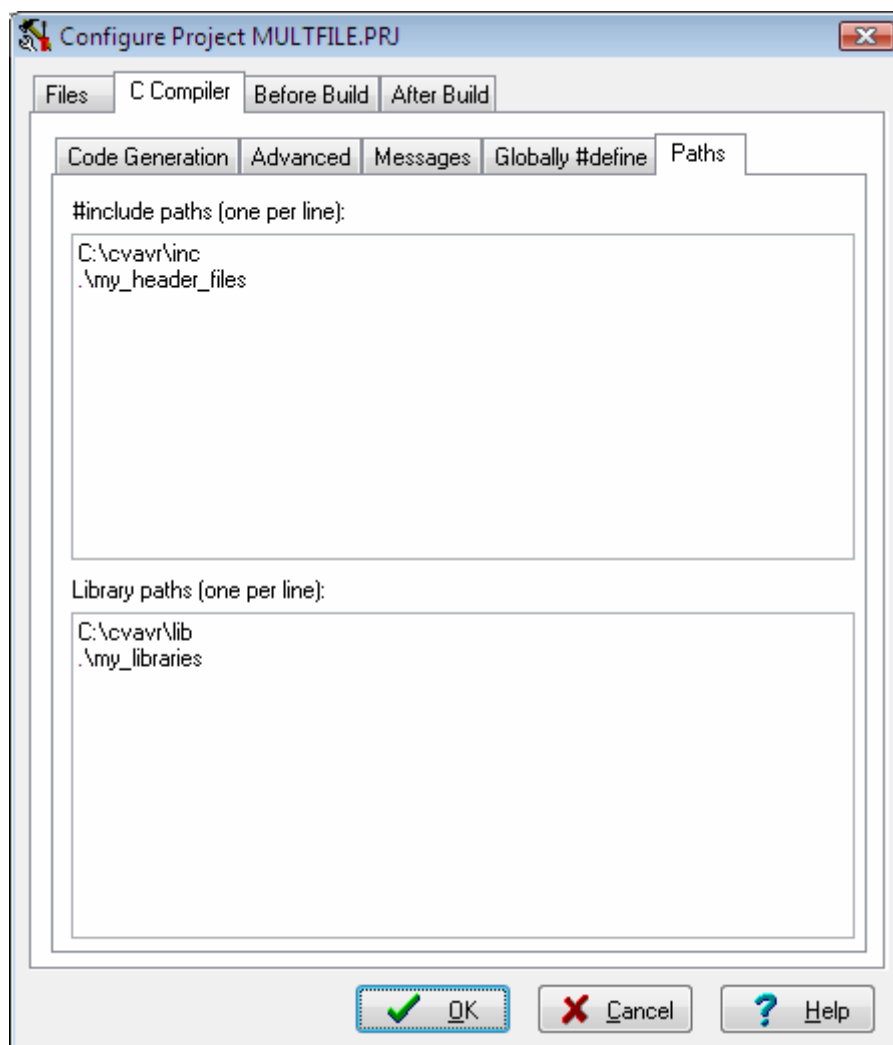 Configure Project MULTFILE.PRJ
Files C Compiler Before Build After Build
Code Generation Advanced Messages Globally #define Paths
#include paths (one per line):
C:\cvavr\inc
.\my_header_files
Library paths (one per line):
C:\cvavr\lib
.\my_libraries
OK Cancel Help